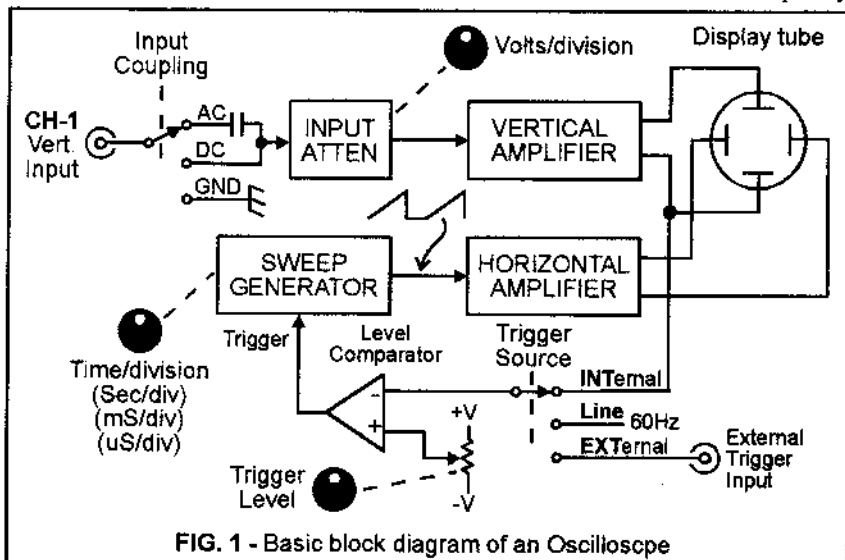 Input
Coupling
Volts/division
Display tube
CH-1
Vert.
Input
AC
DC
GND
INPUT
ATTEN
VERTICAL
AMPLIFIER
SWEEP
GENERATOR
HORIZONTAL
AMPLIFIER
Time/division
(Sec/div)
(mS/div)
(uS/div)
Trigger
Level
Comparator
Trigger
Source
INTernal
Line 60Hz
EXTernal
External
Trigger
Input
-
+
+V
-V
Trigger
Level
FIG. 1 - Basic block diagram of an Oscilloscpe